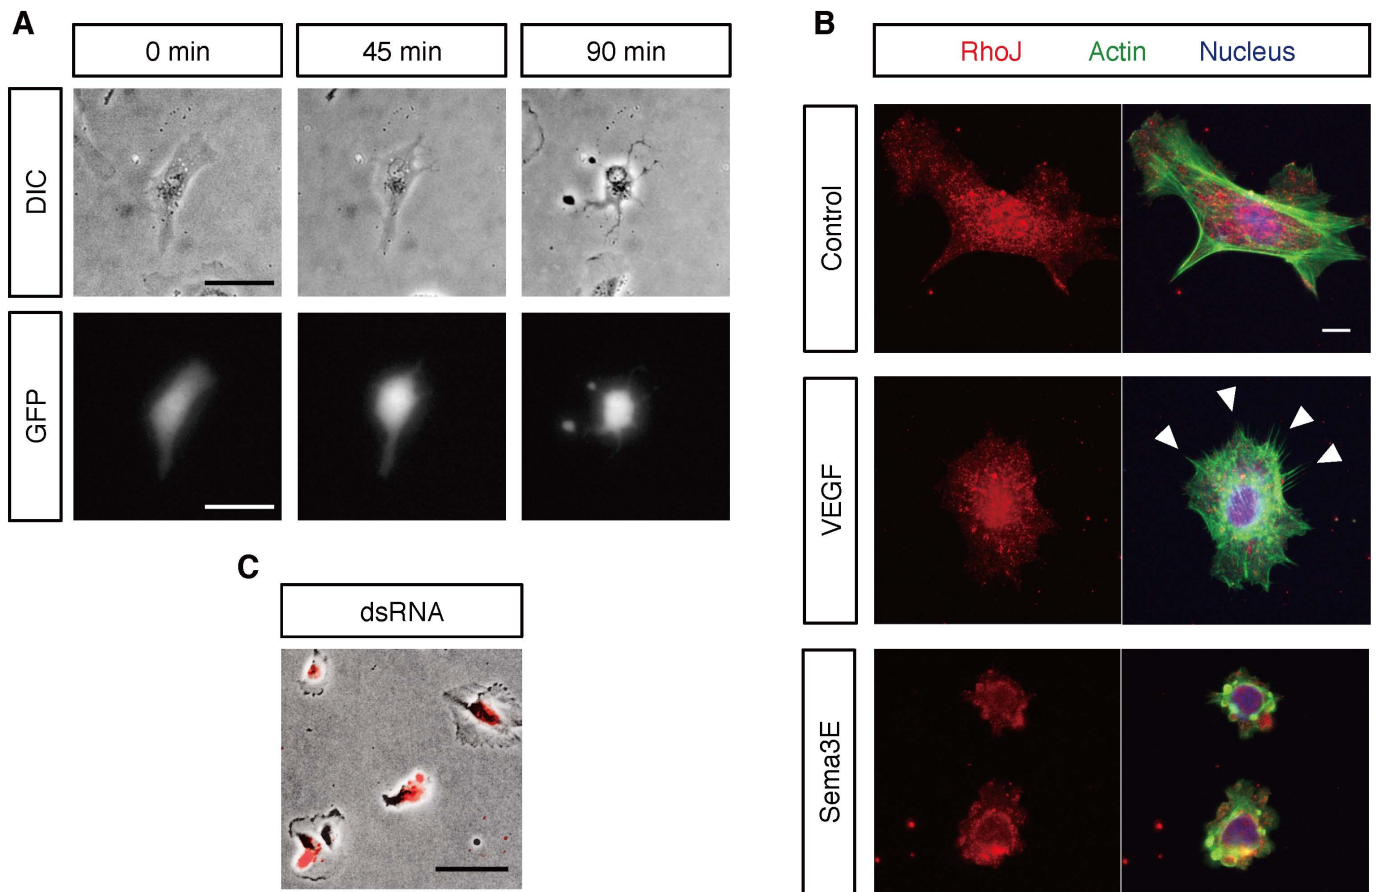 A
0 min 45 min 90 min
DIC
GFP
B
RhoJ Actin Nucleus
Control
VEGF
Sema3E
C
dsRNA